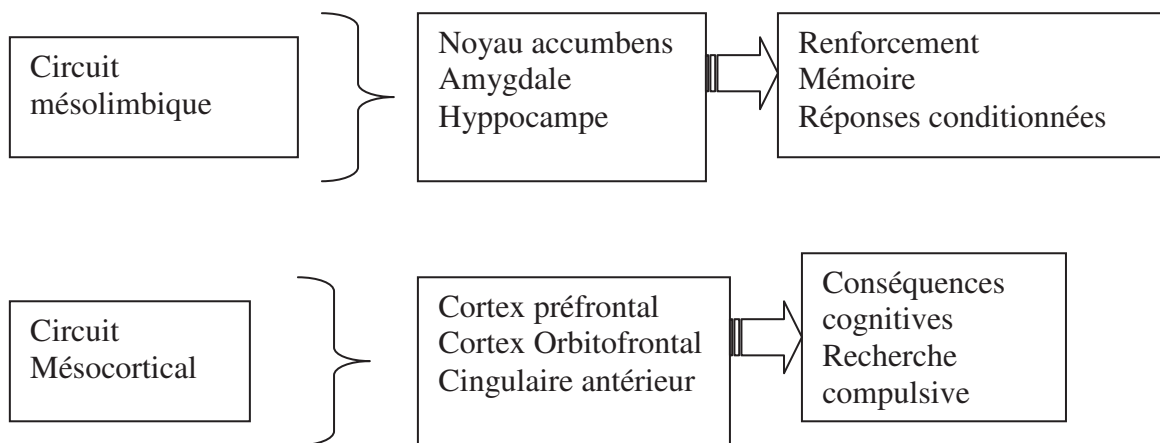 Circuit
mésolimbique
Noyau accumbens
Amygdale
Hyppocampe
Renforcement
Mémoire
Réponses conditionnées
Circuit
Mésocortical
Cortex préfrontal
Cortex Orbitofrontal
Cingulaire antérieur
Conséquences
cognitives
Recherche
compulsive